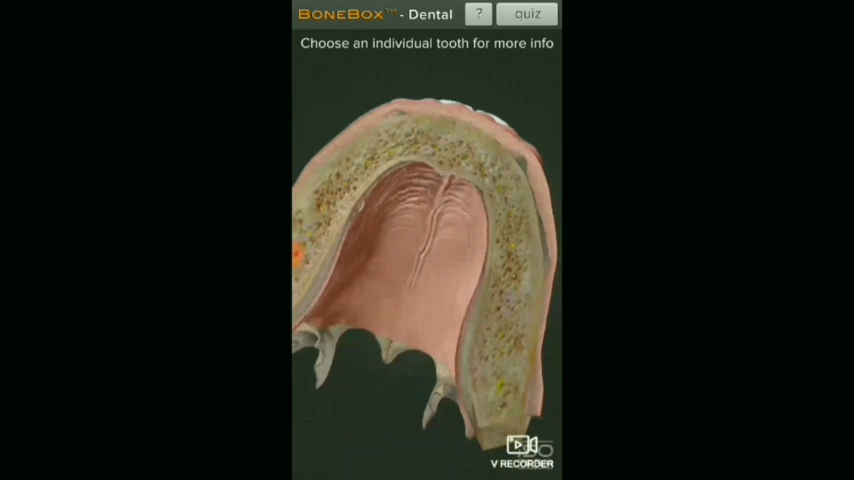 BoneBox™ - Dental ? quiz
Choose an individual tooth for more info
V RECORDER